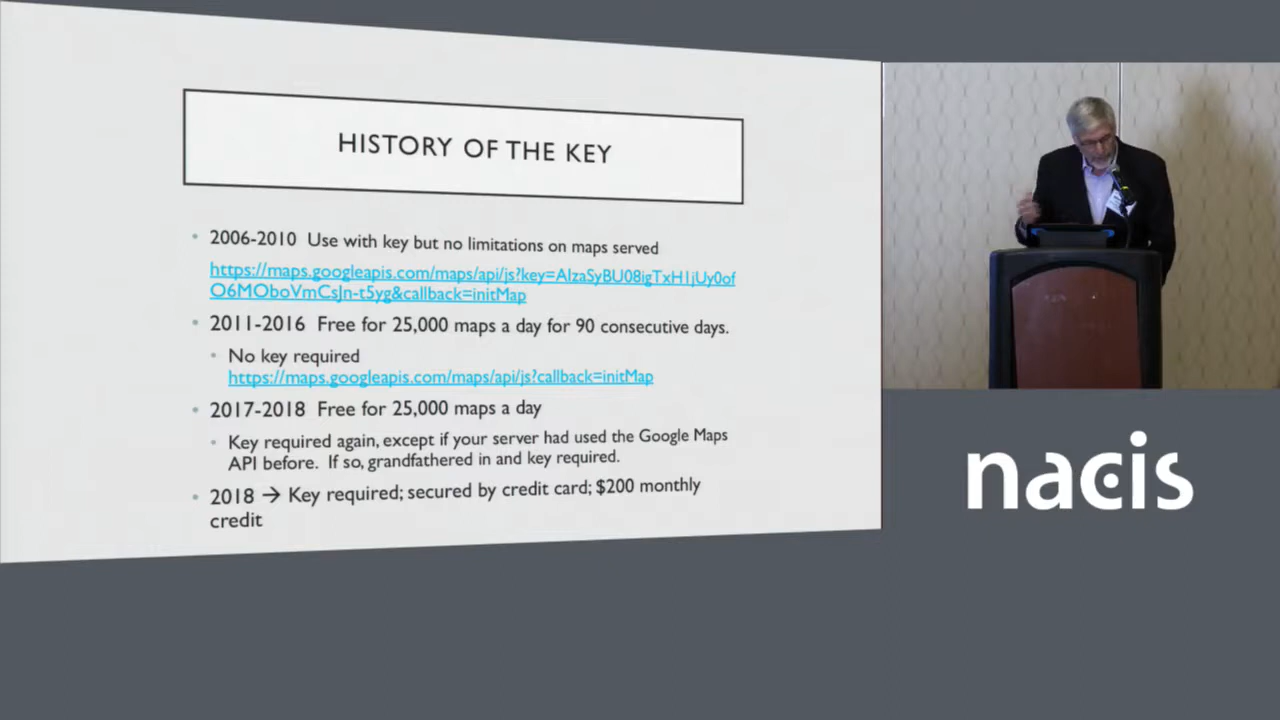 HISTORY OF THE KEY
• 2006-2010 Use with key but no limitations on maps served
https://maps.googleapis.com/maps/api/js?key=AIzaSyBU08igTxH1jUy0of
O6MOboVmCsJn-t5yg&callback=initMap
• 2011-2016 Free for 25,000 maps a day for 90 consecutive days.
• No key required
https://maps.googleapis.com/maps/api/js?callback=initMap
• 2017-2018 Free for 25,000 maps a day
• Key required again, except if your server had used the Google Maps
API before. If so, grandfathered in and key required.
• 2018 → Key required; secured by credit card; $200 monthly
credit
nacis